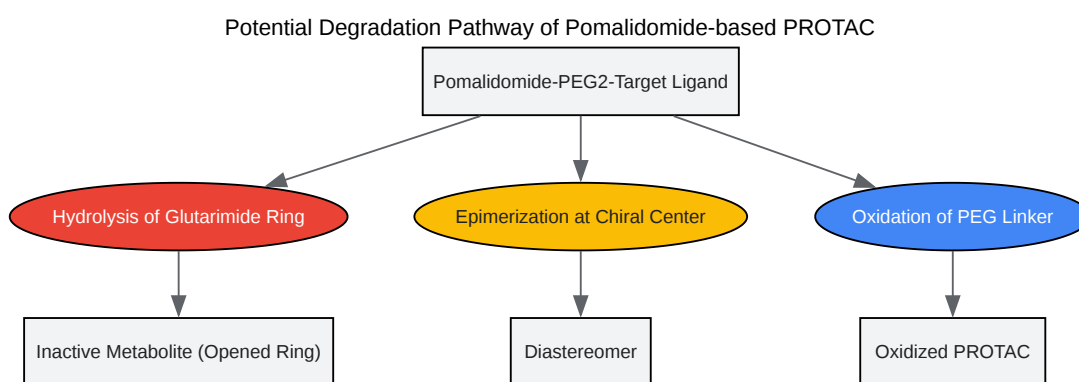 Potential Degradation Pathway of Pomalidomide-based PROTAC
Pomalidomide-PEG2-Target Ligand
Hydrolysis of Glutarimide Ring
Epimerization at Chiral Center
Oxidation of PEG Linker
Inactive Metabolite (Opened Ring)
Diastereomer
Oxidized PROTAC